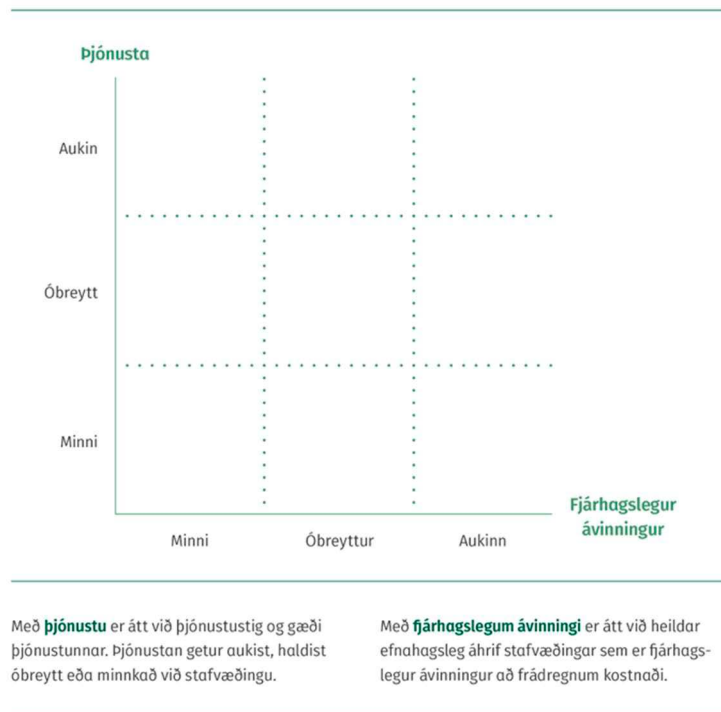 Þjónusta
Aukin
Óbreytt
Minni
Minni
Óbreyttur
Aukinn
Fjárhagslegur
ávinningur
Með þjónustu er átt við þjónustustig og gæði
þjónustunnar. Þjónustan getur aukist, haldist
óbreytt eða minnkað við stafvæðingu.
Með fjárhagslegum ávinningi er átt við heildar
efnahagsleg áhrif stafvæðingar sem er fjárhags-
legur ávinningur að frádregnum kostnaði.